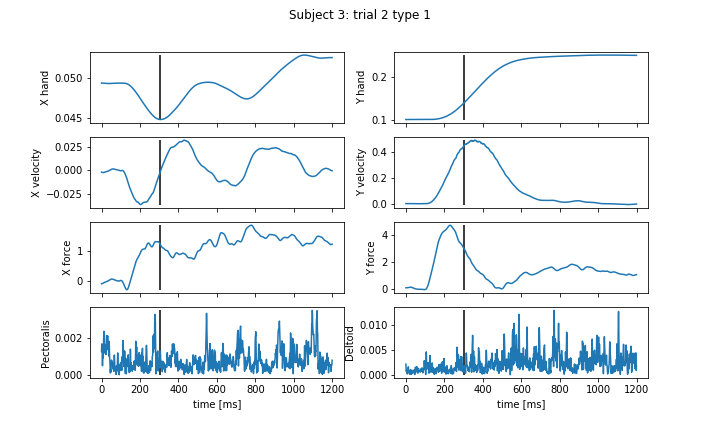 Subject 3: trial 2 type 1
X hand
0.050
0.045
Y hand
0.2
0.1
X velocity
0.025
0.000
−0.025
Y velocity
0.4
0.2
0.0
X force
1
0
Y force
4
2
0
Pectoralis
0.002
0.000
0 200 400 600 800 1000 1200
time [ms]
Deltoid
0.010
0.005
0.000
0 200 400 600 800 1000 1200
time [ms]